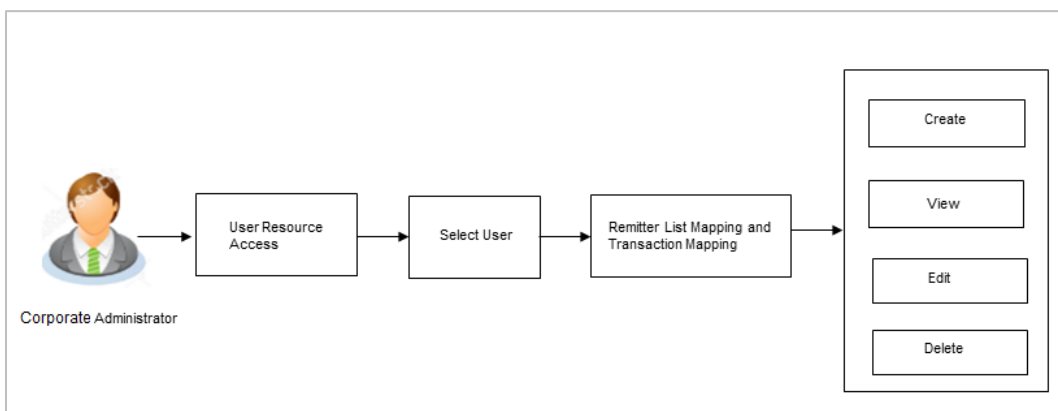 Corporate Administrator
User Resource
Access
Select User
Remitter List Mapping and
Transaction Mapping
Create
View
Edit
Delete